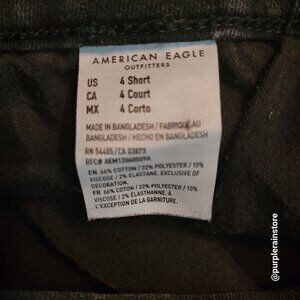 AMERICAN EAGLE
OUTFITTERS
US 4 Short
CA 4 Court
MX 4 Corto
MADE IN BANGLADESH / FABRIQUÉ AU
BANGLADESH / HECHO EN BANGLADESH
RN 54485/CA 03873
EN 66% COTTON / 22% POLYESTER / 10%
VISCOSE / 2% ELASTANE. EXCLUSIVE OF
DECORATION.
FR 66% COTON / 22% POLYESTER / 10%
VISCOSE / 2% ÉLASTHANNE.
À L'EXCEPTION DE LA GARNITURE.
@purplerainstore